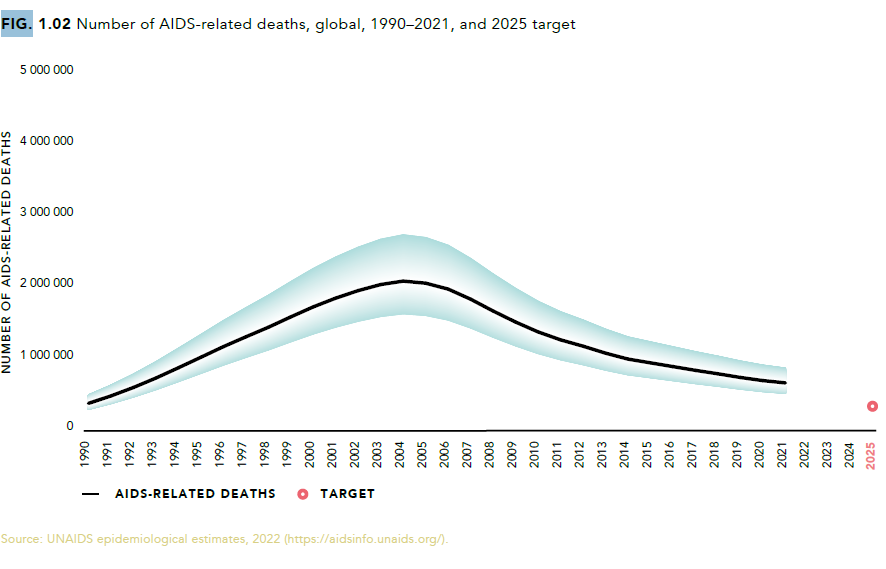 FIG. 1.02 Number of AIDS-related deaths, global, 1990–2021, and 2025 target
NUMBER OF AIDS-RELATED DEATHS
5 000 000
4 000 000
3 000 000
2 000 000
1 000 000
0
1990 1991 1992 1993 1994 1995 1996 1997 1998 1999 2000 2001 2002 2003 2004 2005 2006 2007 2008 2009 2010 2011 2012 2013 2014 2015 2016 2017 2018 2019 2020 2021 2022 2023 2024 2025
AIDS-RELATED DEATHS TARGET
Source: UNAIDS epidemiological estimates, 2022 (https://aidsinfo.unaids.org/).